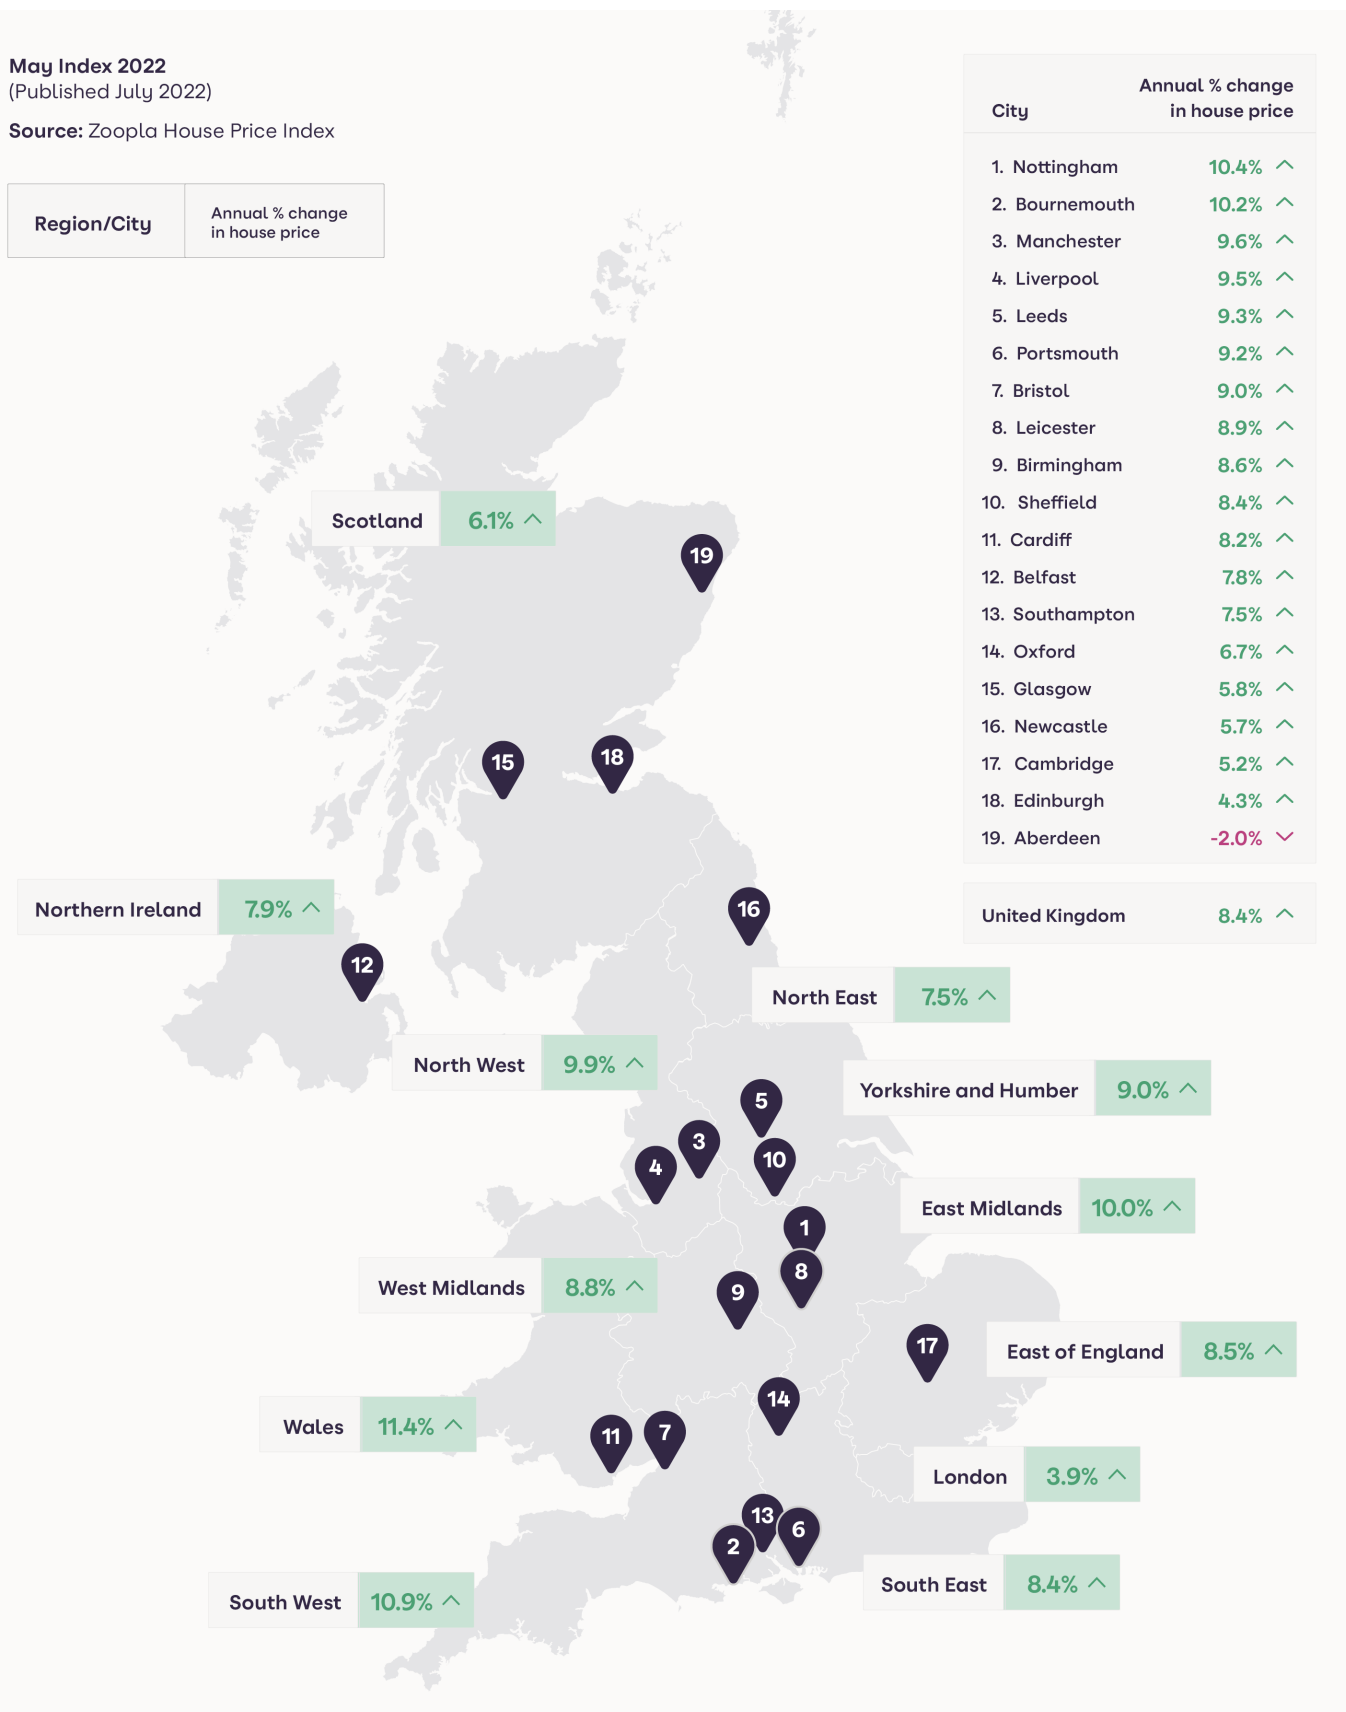 May Index 2022
(Published July 2022)
Source: Zoopla House Price Index
Region/City
Annual % change
in house price
City
Annual % change
in house price
1. Nottingham 10.4%
2. Bournemouth 10.2%
3. Manchester 9.6%
4. Liverpool 9.5%
5. Leeds 9.3%
6. Portsmouth 9.2%
7. Bristol 9.0%
8. Leicester 8.9%
9. Birmingham 8.6%
10. Sheffield 8.4%
11. Cardiff 8.2%
12. Belfast 7.8%
13. Southampton 7.5%
14. Oxford 6.7%
15. Glasgow 5.8%
16. Newcastle 5.7%
17. Cambridge 5.2%
18. Edinburgh 4.3%
19. Aberdeen -2.0%
United Kingdom 8.4%
Scotland 6.1%
19
15
18
Northern Ireland 7.9%
16
12
North East 7.5%
North West 9.9%
Yorkshire and Humber 9.0%
5
3
10
4
East Midlands 10.0%
1
8
West Midlands 8.8%
9
17
East of England 8.5%
14
Wales 11.4%
11
7
London 3.9%
13
6
2
South East 8.4%
South West 10.9%